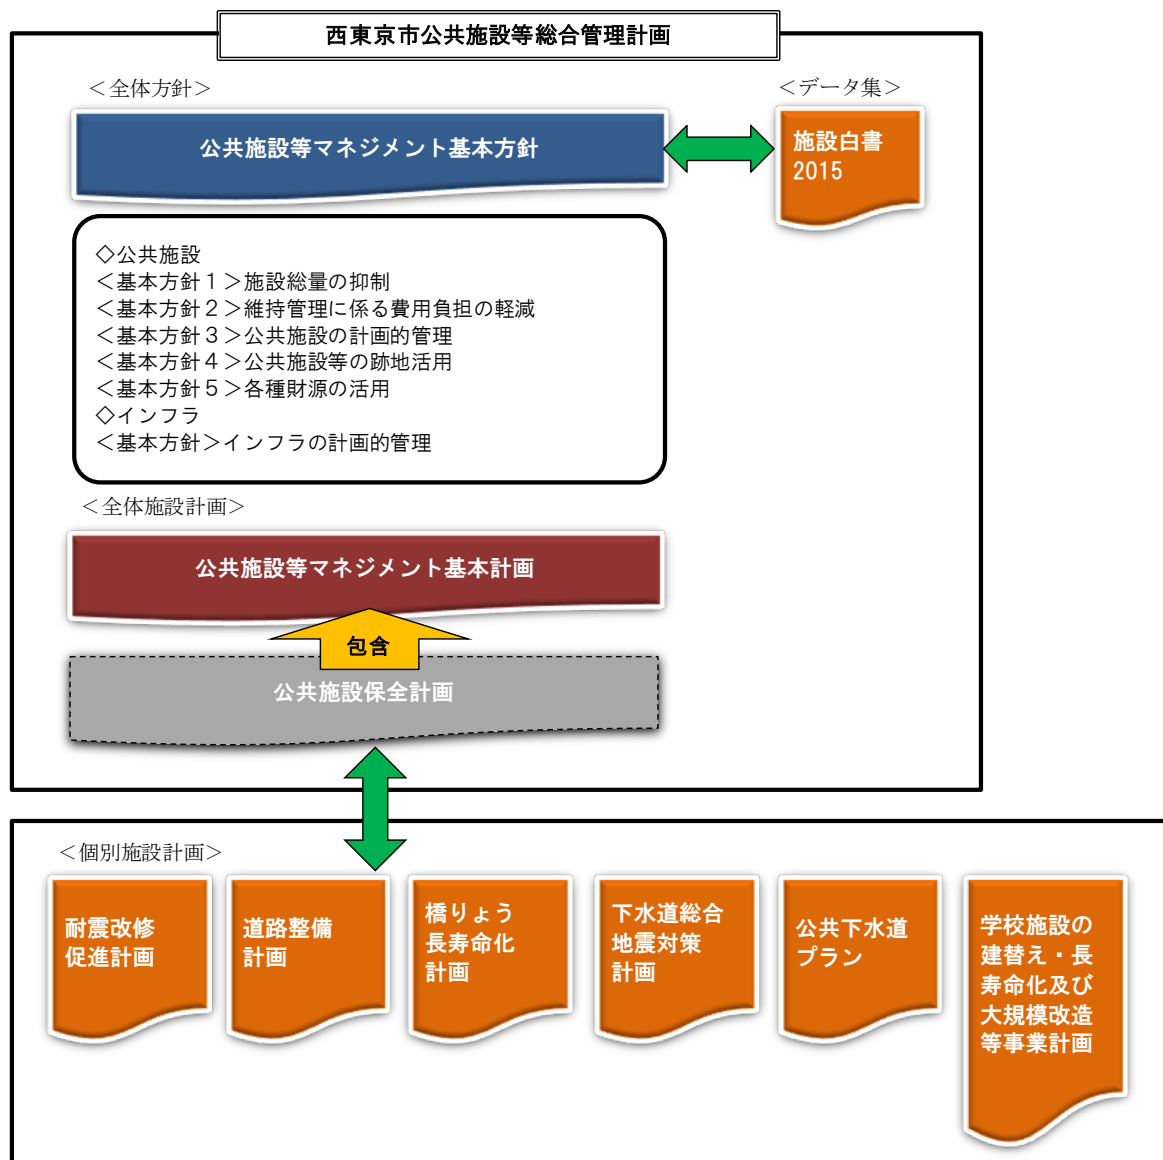 西東京市公共施設等総合管理計画
＜全体方針＞
＜データ集＞
公共施設等マネジメント基本方針
施設白書
2015
◇公共施設
＜基本方針１＞施設総量の抑制
＜基本方針２＞維持管理に係る費用負担の軽減
＜基本方針３＞公共施設の計画的管理
＜基本方針４＞公共施設等の跡地活用
＜基本方針５＞各種財源の活用
◇インフラ
＜基本方針＞インフラの計画的管理
＜全体施設計画＞
公共施設等マネジメント基本計画
包含
公共施設保全計画
＜個別施設計画＞
耐震改修
促進計画
道路整備
計画
橋りょう
長寿命化
計画
下水道総合
地震対策
計画
公共下水道
プラン
学校施設の
建替え・長
寿命化及び
大規模改造
等事業計画